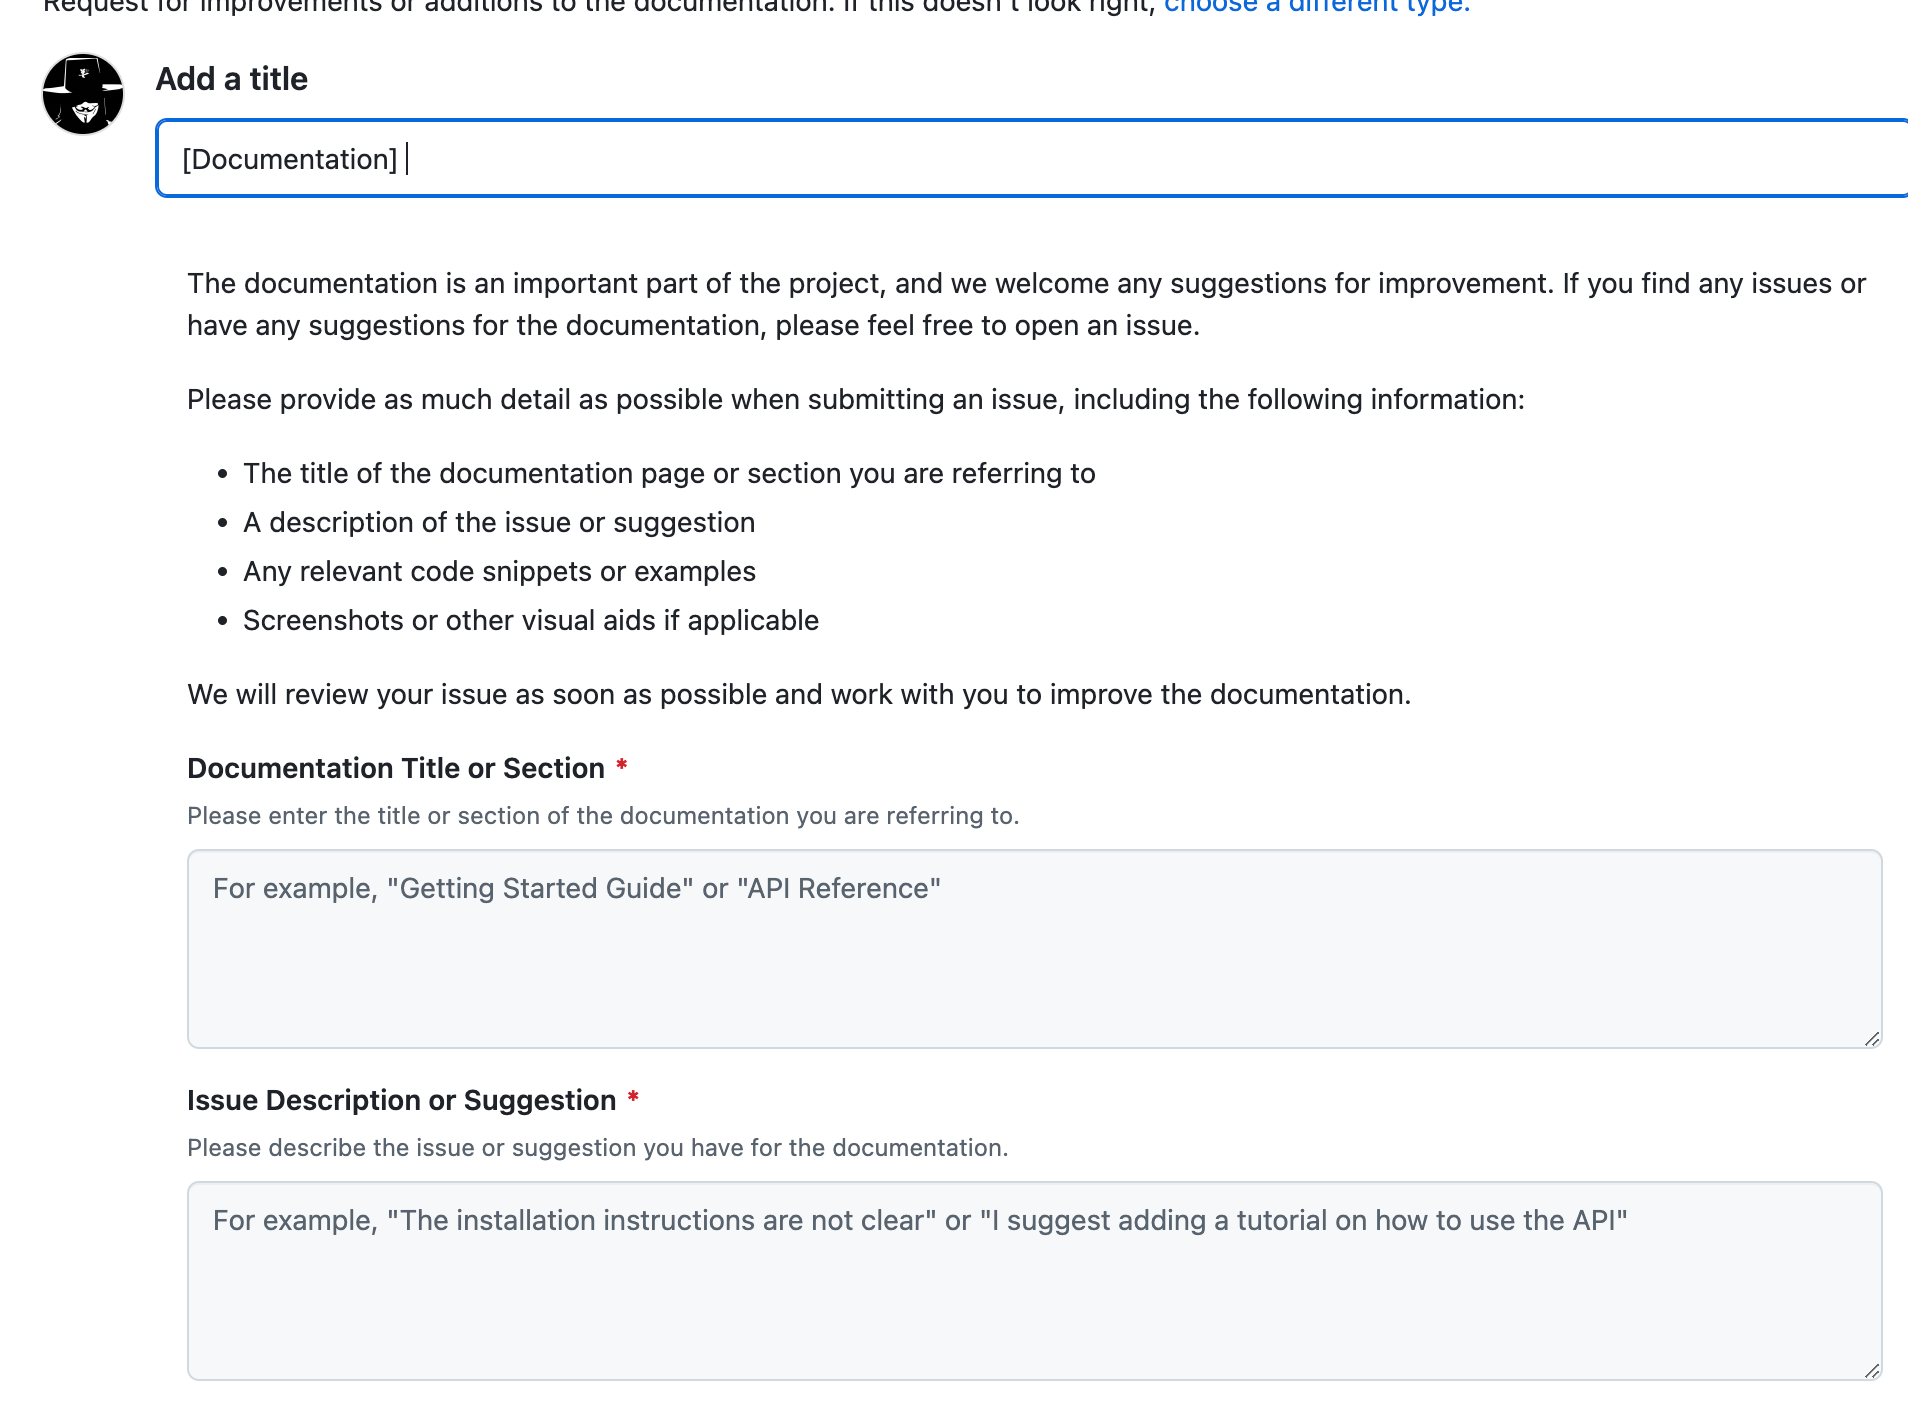 Request for improvements or additions to the documentation. If this doesn't look right, choose a different type.
Add a title
[Documentation]
The documentation is an important part of the project, and we welcome any suggestions for improvement. If you find any issues or
have any suggestions for the documentation, please feel free to open an issue.
Please provide as much detail as possible when submitting an issue, including the following information:
• The title of the documentation page or section you are referring to
• A description of the issue or suggestion
• Any relevant code snippets or examples
• Screenshots or other visual aids if applicable
We will review your issue as soon as possible and work with you to improve the documentation.
Documentation Title or Section *
Please enter the title or section of the documentation you are referring to.
For example, "Getting Started Guide" or "API Reference"
Issue Description or Suggestion *
Please describe the issue or suggestion you have for the documentation.
For example, "The installation instructions are not clear" or "I suggest adding a tutorial on how to use the API"